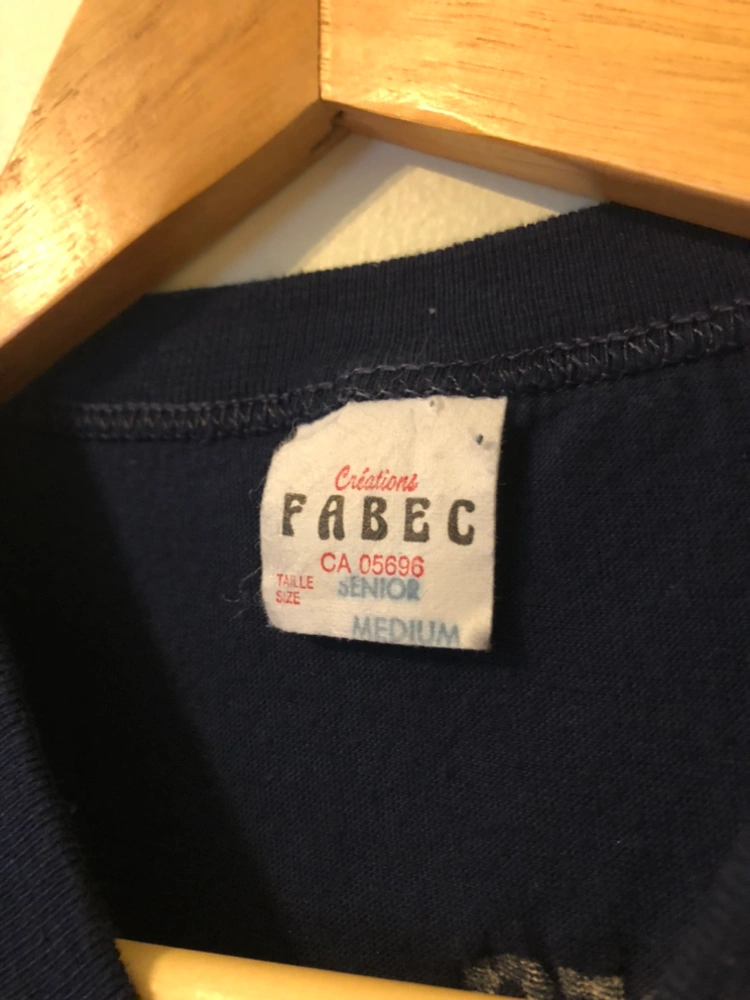 Créations
FABEC
CA 05696
TAILLE SENIOR
SIZE
MEDIUM